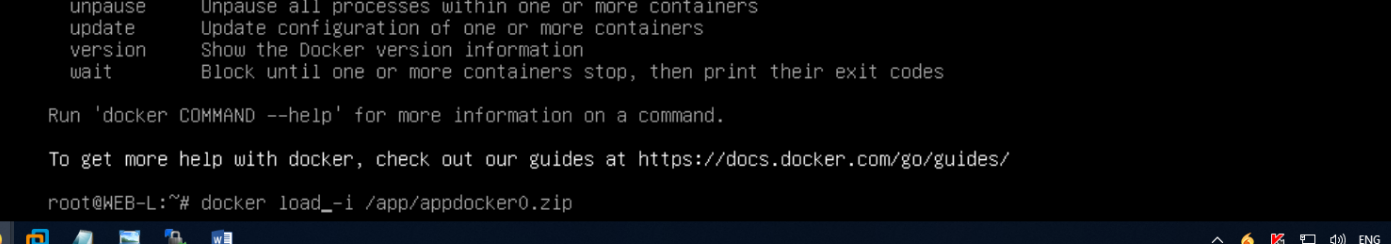 unpause Unpause all processes within one or more containers
update Update configuration of one or more containers
version Show the Docker version information
wait Block until one or more containers stop, then print their exit codes
Run 'docker COMMAND --help' for more information on a command.
To get more help with docker, check out our guides at https://docs.docker.com/go/guides/
root@WEB-L:~# docker load_-i /app/appdocker0.zip
ENG